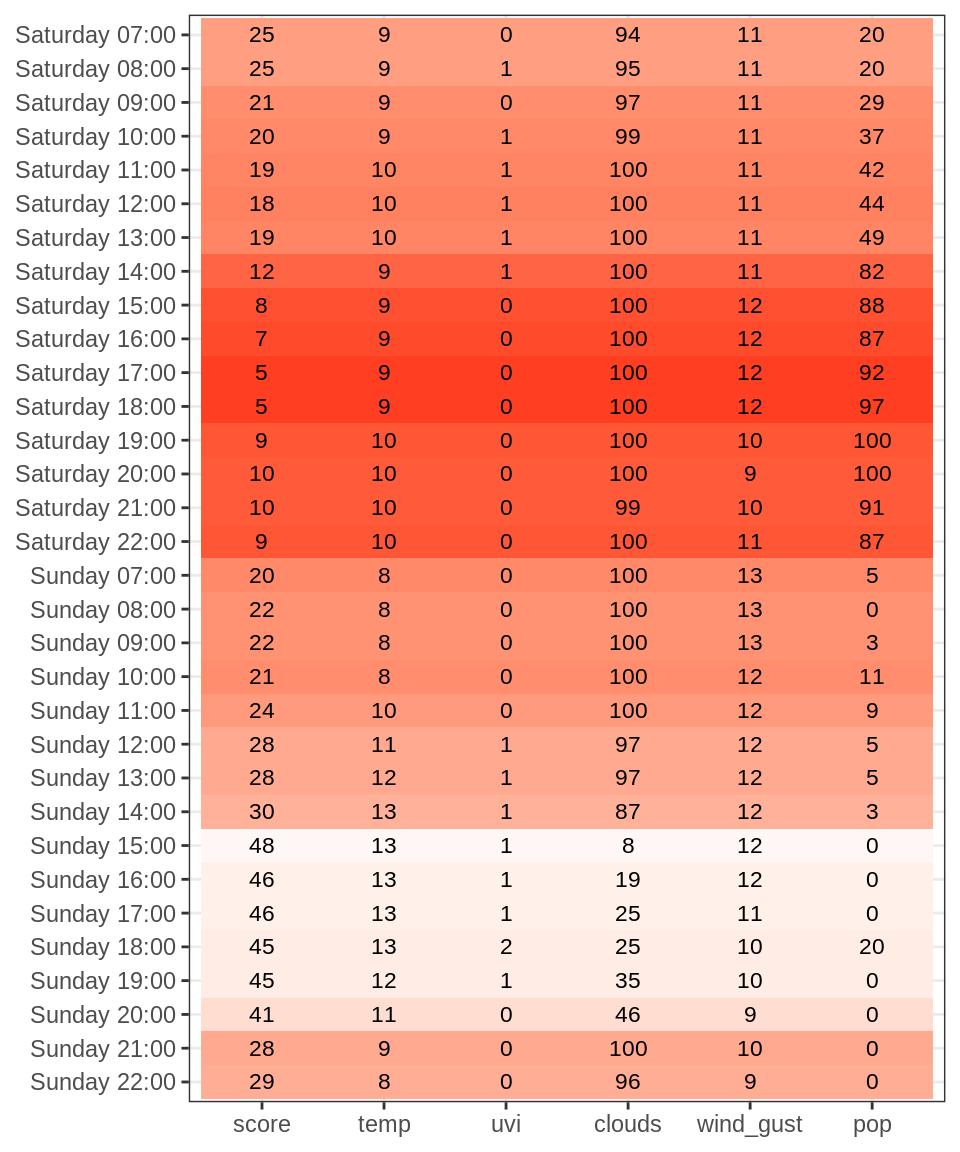 Saturday 07:00 25 9 0 94 11 20
Saturday 08:00 25 9 1 95 11 20
Saturday 09:00 21 9 0 97 11 29
Saturday 10:00 20 9 1 99 11 37
Saturday 11:00 19 10 1 100 11 42
Saturday 12:00 18 10 1 100 11 44
Saturday 13:00 19 10 1 100 11 49
Saturday 14:00 12 9 1 100 11 82
Saturday 15:00 8 9 0 100 12 88
Saturday 16:00 7 9 0 100 12 87
Saturday 17:00 5 9 0 100 12 92
Saturday 18:00 5 9 0 100 12 97
Saturday 19:00 9 10 0 100 10 100
Saturday 20:00 10 10 0 100 9 100
Saturday 21:00 10 10 0 99 10 91
Saturday 22:00 9 10 0 100 11 87
Sunday 07:00 20 8 0 100 13 5
Sunday 08:00 22 8 0 100 13 0
Sunday 09:00 22 8 0 100 13 3
Sunday 10:00 21 8 0 100 12 11
Sunday 11:00 24 10 0 100 12 9
Sunday 12:00 28 11 1 97 12 5
Sunday 13:00 28 12 1 97 12 5
Sunday 14:00 30 13 1 87 12 3
Sunday 15:00 48 13 1 8 12 0
Sunday 16:00 46 13 1 19 12 0
Sunday 17:00 46 13 1 25 11 0
Sunday 18:00 45 13 2 25 10 20
Sunday 19:00 45 12 1 35 10 0
Sunday 20:00 41 11 0 46 9 0
Sunday 21:00 28 9 0 100 10 0
Sunday 22:00 29 8 0 96 9 0
score temp uvi clouds wind_gust pop